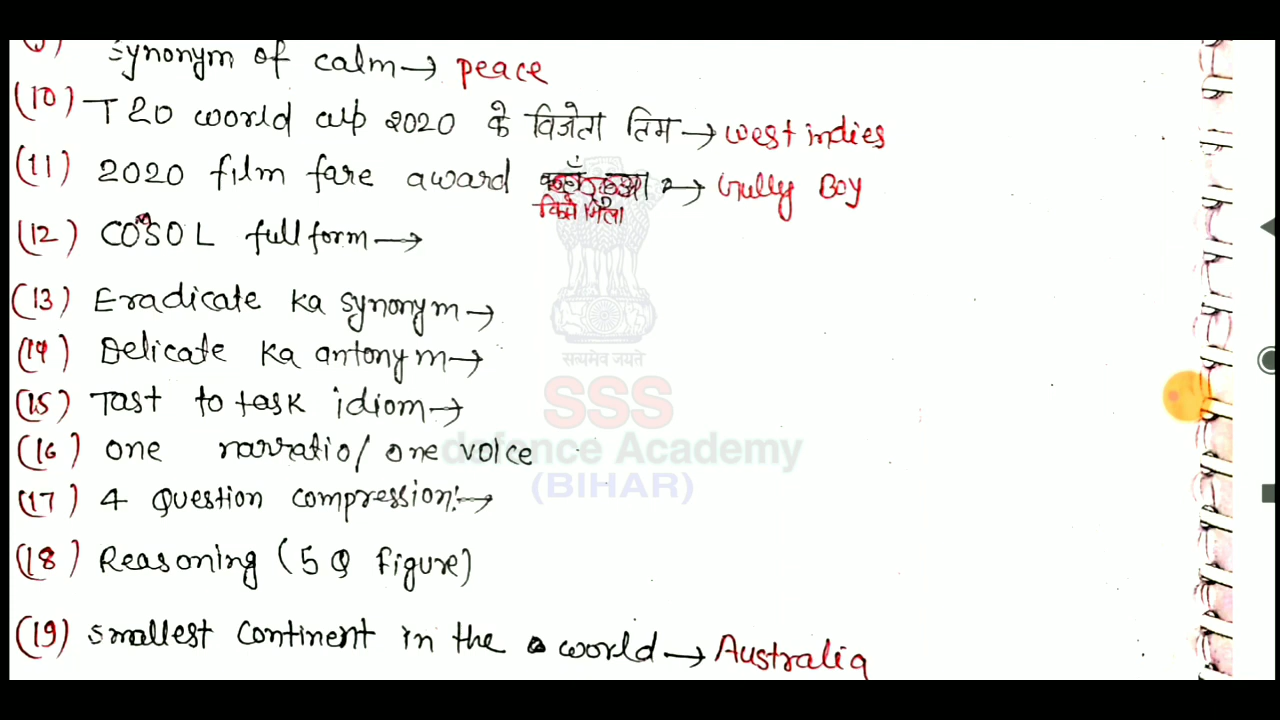 9) synonym of calm → peace
(10) T20 world cup 2020 के विजेता तिम → west indies
(11) 2020 film fare award → Gully Boy
किसे मिला
(12) COSOL full form →
(13) Eradicate ka synonym →
(14) Delicate ka antonym →
सत्यमेव जयते
(15) Tast to task idiom →
SSS
(16) one narratio/ one voice
defence Academy
(17) 4 Question compression:→
(BIHAR)
(18) Reasoning (5 Q figure)
(19) smallest continent in the world → Australia